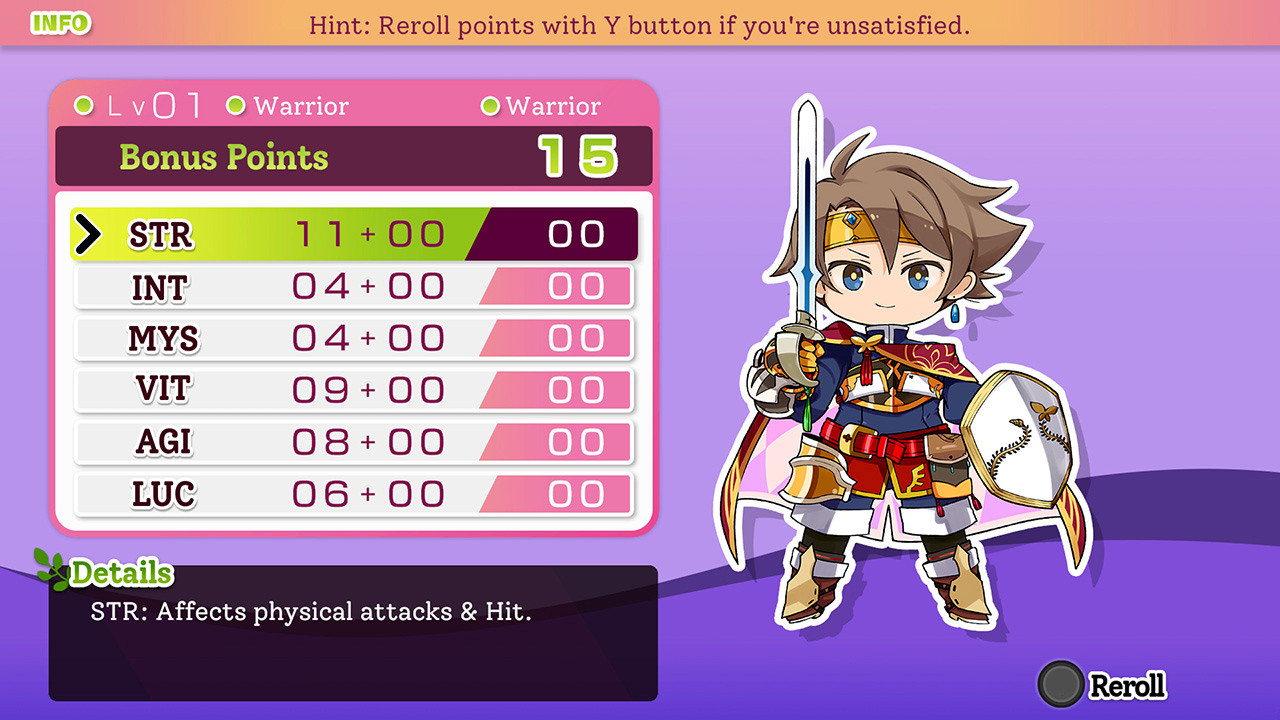 INFO
Hint: Reroll points with Y button if you're unsatisfied.
Lv01 Warrior Warrior
Bonus Points 15
STR 11+00 00
INT 04+00 00
MYS 04+00 00
VIT 09+00 00
AGI 08+00 00
LUC 06+00 00
Details
STR: Affects physical attacks & Hit.
Reroll